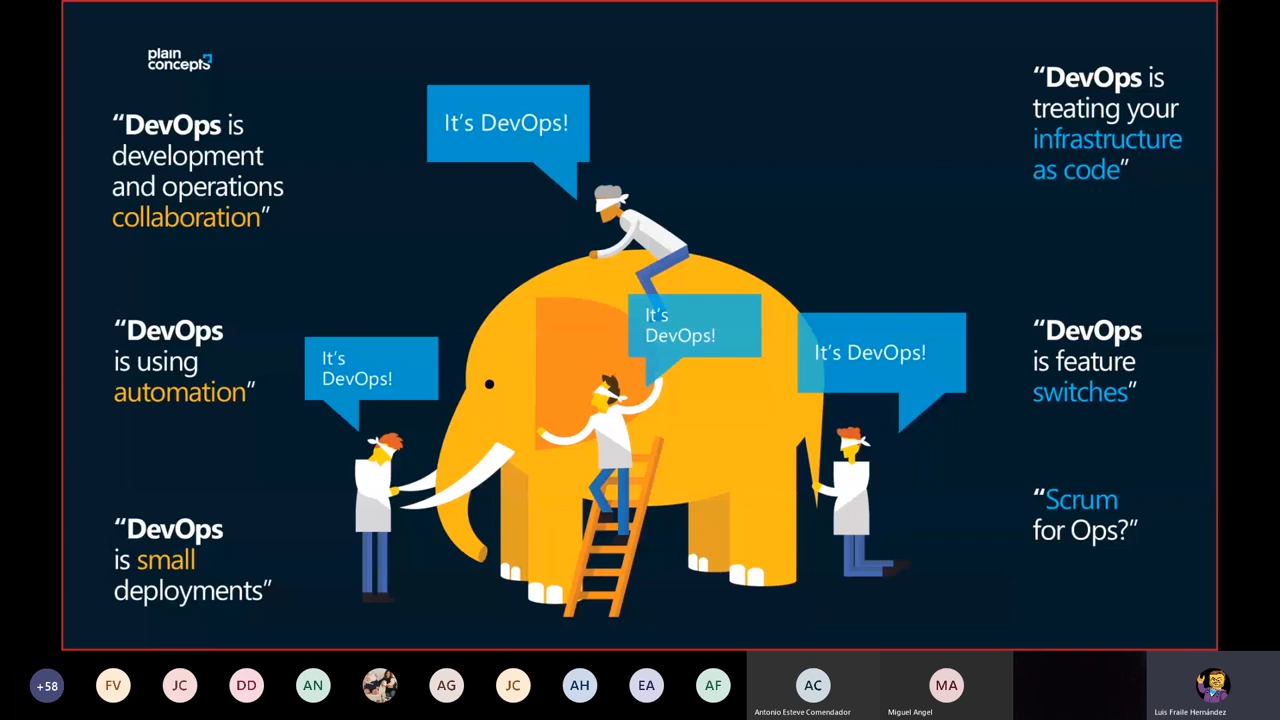 plain
concepts
“DevOps is
development
and operations
collaboration”
“DevOps
is using
automation”
“DevOps
is small
deployments”
It’s DevOps!
It’s
DevOps!
It’s
DevOps!
It’s DevOps!
“DevOps is
treating your
infrastructure
as code”
“DevOps
is feature
switches”
“Scrum
for Ops?”
+58
FV
JC
DD
AN
AG
JC
AH
EA
AF
AC
Antonio Esteve Comendador
MA
Miguel Angel
Luis Fraile Hernández